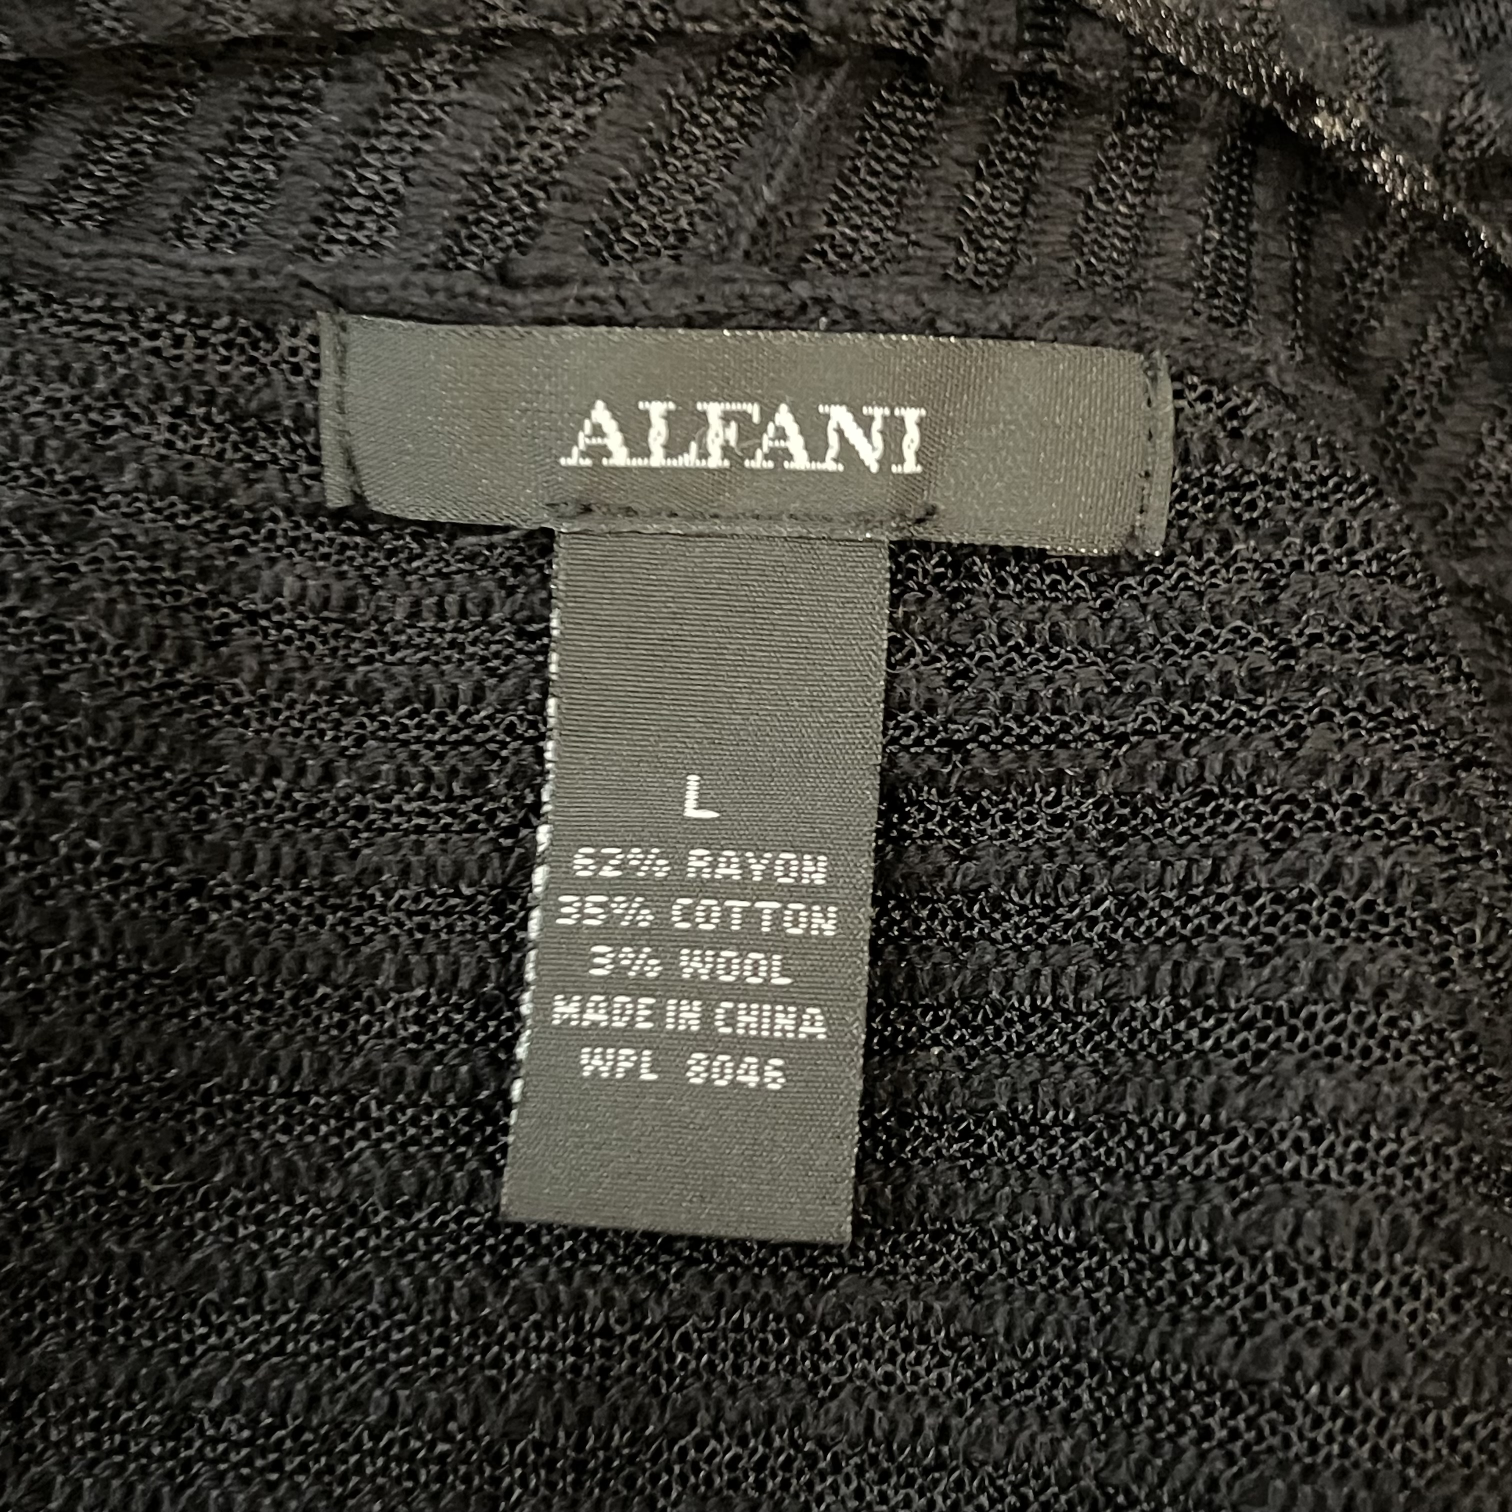 ALFANI
L
62% RAYON
35% COTTON
3% WOOL
MADE IN CHINA
WPL 8046